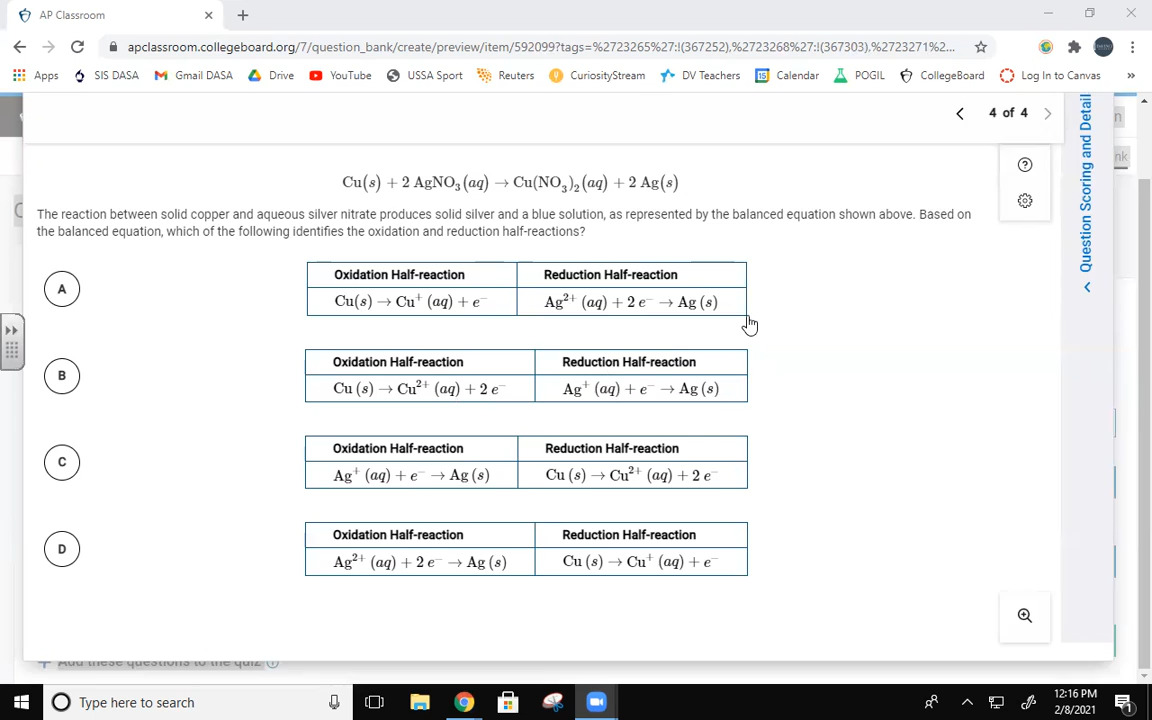 AP Classroom
apclassroom.collegeboard.org/7/question_bank/create/preview/item/592099?tags=%2723265%27:!(367252),%2723268%27:!(367303),%2723271%2...
Apps SIS DASA Gmail DASA Drive YouTube USSA Sport Reuters CuriosityStream DV Teachers Calendar POGIL CollegeBoard Log In to Canvas »
4 of 4
Question Scoring and Detail
Cu(s) + 2 AgNO₃(aq) → Cu(NO₃)₂(aq) + 2 Ag(s)
The reaction between solid copper and aqueous silver nitrate produces solid silver and a blue solution, as represented by the balanced equation shown above. Based on
the balanced equation, which of the following identifies the oxidation and reduction half-reactions?
A
Oxidation Half-reaction Reduction Half-reaction
Cu(s) → Cu⁺ (aq) + e⁻ Ag²⁺ (aq) + 2 e⁻ → Ag (s)
B
Oxidation Half-reaction Reduction Half-reaction
Cu (s) → Cu²⁺ (aq) + 2 e⁻ Ag⁺ (aq) + e⁻ → Ag (s)
C
Oxidation Half-reaction Reduction Half-reaction
Ag⁺ (aq) + e⁻ → Ag (s) Cu (s) → Cu²⁺ (aq) + 2 e⁻
D
Oxidation Half-reaction Reduction Half-reaction
Ag²⁺ (aq) + 2 e⁻ → Ag (s) Cu (s) → Cu⁺ (aq) + e⁻
Add these questions to the quiz
Type here to search
12:16 PM
2/8/2021